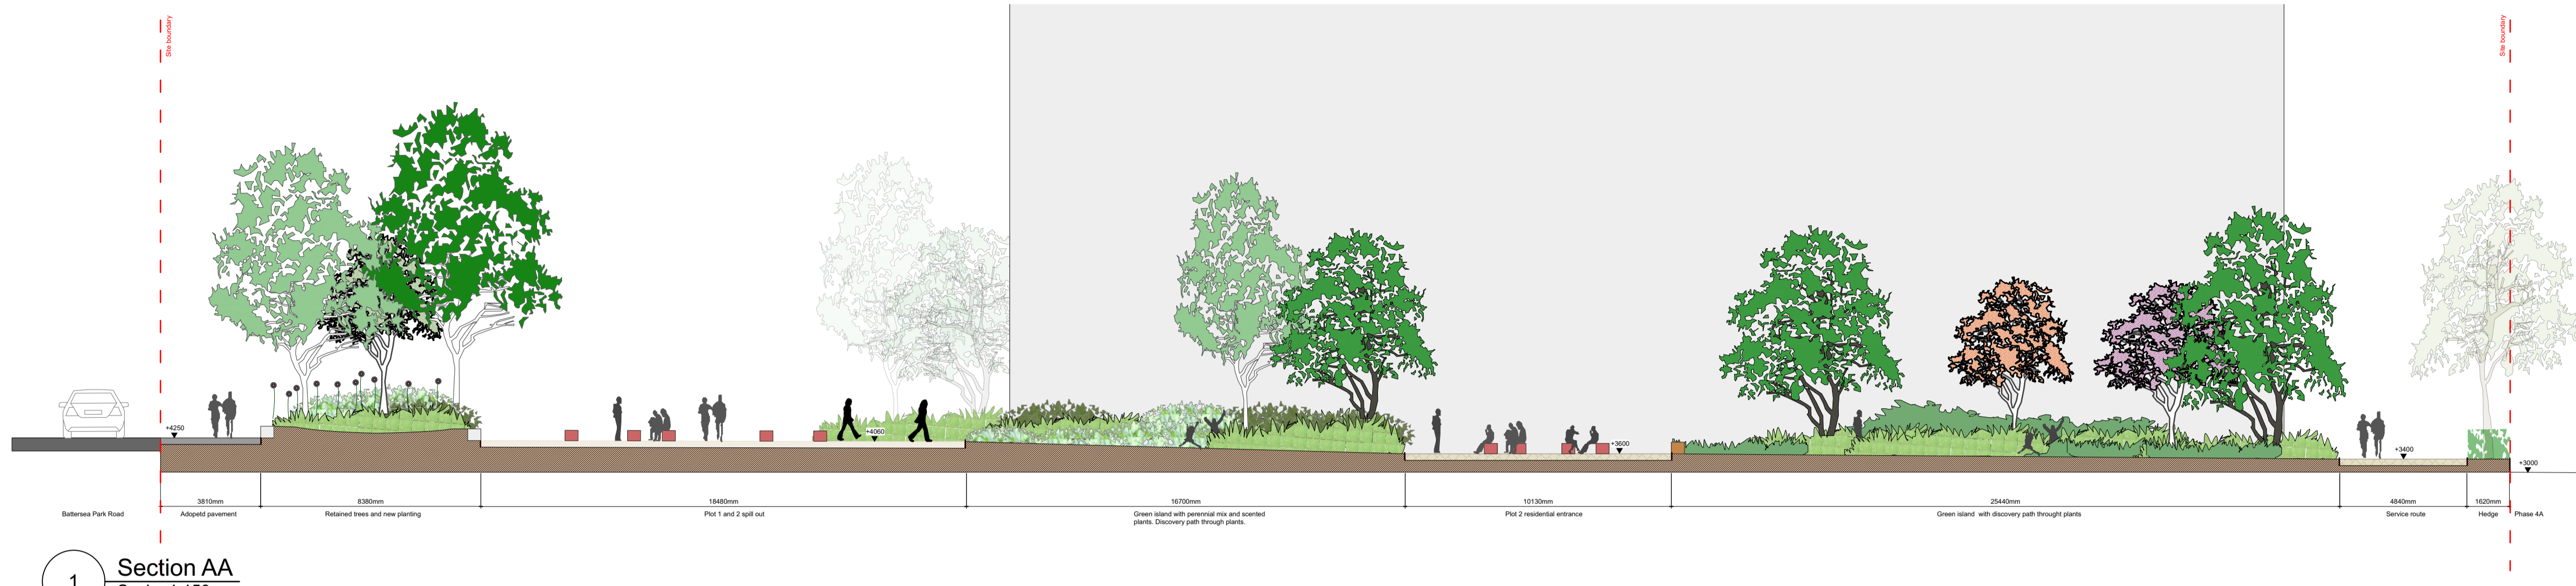 Site boundary
Site boundary
+4250
+4060
+3600
+3400
+3000
3810mm
8380mm
18480mm
16700mm
10130mm
25440mm
4840mm
1620mm
Battersea Park Road
Adopetd pavement
Retained trees and new planting
Plot 1 and 2 spill out
Green island with perennial mix and scented
plants. Discovery path through plants.
Plot 2 residential entrance
Green island with discovery path throught plants
Service route
Hedge
Phase 4A
1
Section AA